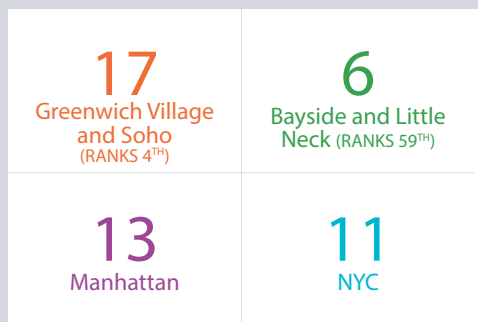 17
Greenwich Village
and Soho
(RANKS 4TH)
6
Bayside and Little
Neck (RANKS 59TH)
13
Manhattan
11
NYC